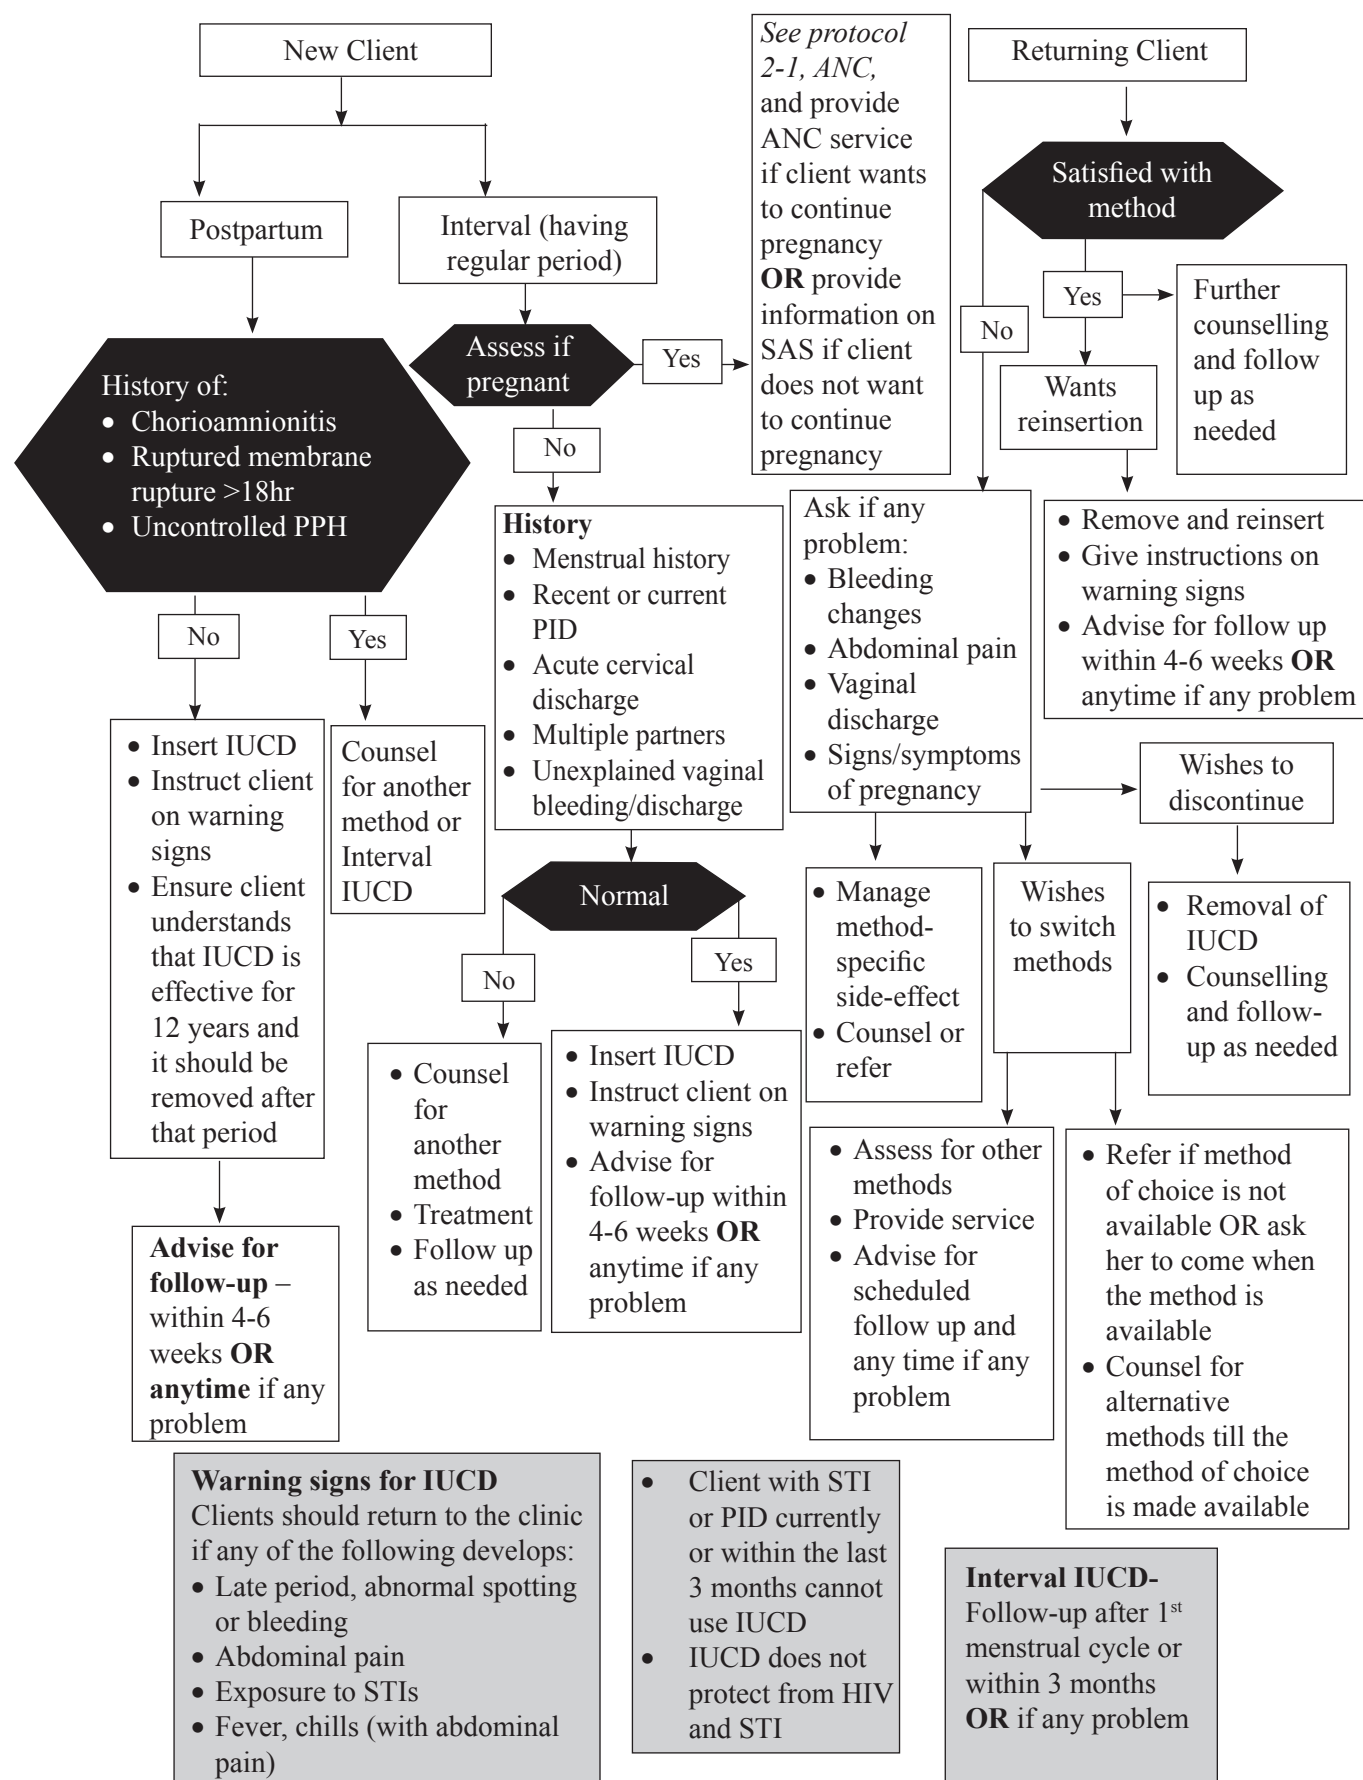 New Client
Postpartum
Interval (having
regular period)
History of:
• Chorioamnionitis
• Ruptured membrane
rupture >18hr
• Uncontrolled PPH
No
Yes
• Insert IUCD
• Instruct client
on warning
signs
• Ensure client
understands
that IUCD is
effective for
12 years and
it should be
removed after
that period
Counsel
for another
method or
Interval
IUCD
Advise for
follow-up –
within 4-6
weeks OR
anytime if any
problem
Assess if
pregnant
Yes
No
See protocol
2-1, ANC,
and provide
ANC service
if client wants
to continue
pregnancy
OR provide
information on
SAS if client
does not want
to continue
pregnancy
History
• Menstrual history
• Recent or current
PID
• Acute cervical
discharge
• Multiple partners
• Unexplained vaginal
bleeding/discharge
Normal
No
Yes
• Counsel
for
another
method
• Treatment
• Follow up
as needed
• Insert IUCD
• Instruct client on
warning signs
• Advise for
follow-up within
4-6 weeks OR
anytime if any
problem
Returning Client
Satisfied with
method
No
Yes
Further
counselling
and follow
up as
needed
Wants
reinsertion
• Remove and reinsert
• Give instructions on
warning signs
• Advise for follow up
within 4-6 weeks OR
anytime if any problem
Ask if any
problem:
• Bleeding
changes
• Abdominal pain
• Vaginal
discharge
• Signs/symptoms
of pregnancy
Wishes to
discontinue
• Manage
method-
specific
side-effect
• Counsel or
refer
Wishes
to switch
methods
• Removal of
IUCD
• Counselling
and follow-
up as needed
• Assess for other
methods
• Provide service
• Advise for
scheduled
follow up and
any time if any
problem
• Refer if method
of choice is not
available OR ask
her to come when
the method is
available
• Counsel for
alternative
methods till the
method of choice
is made available
Warning signs for IUCD
Clients should return to the clinic
if any of the following develops:
• Late period, abnormal spotting
or bleeding
• Abdominal pain
• Exposure to STIs
• Fever, chills (with abdominal
pain)
• Client with STI
or PID currently
or within the last
3 months cannot
use IUCD
• IUCD does not
protect from HIV
and STI
Interval IUCD-
Follow-up after 1st
menstrual cycle or
within 3 months
OR if any problem